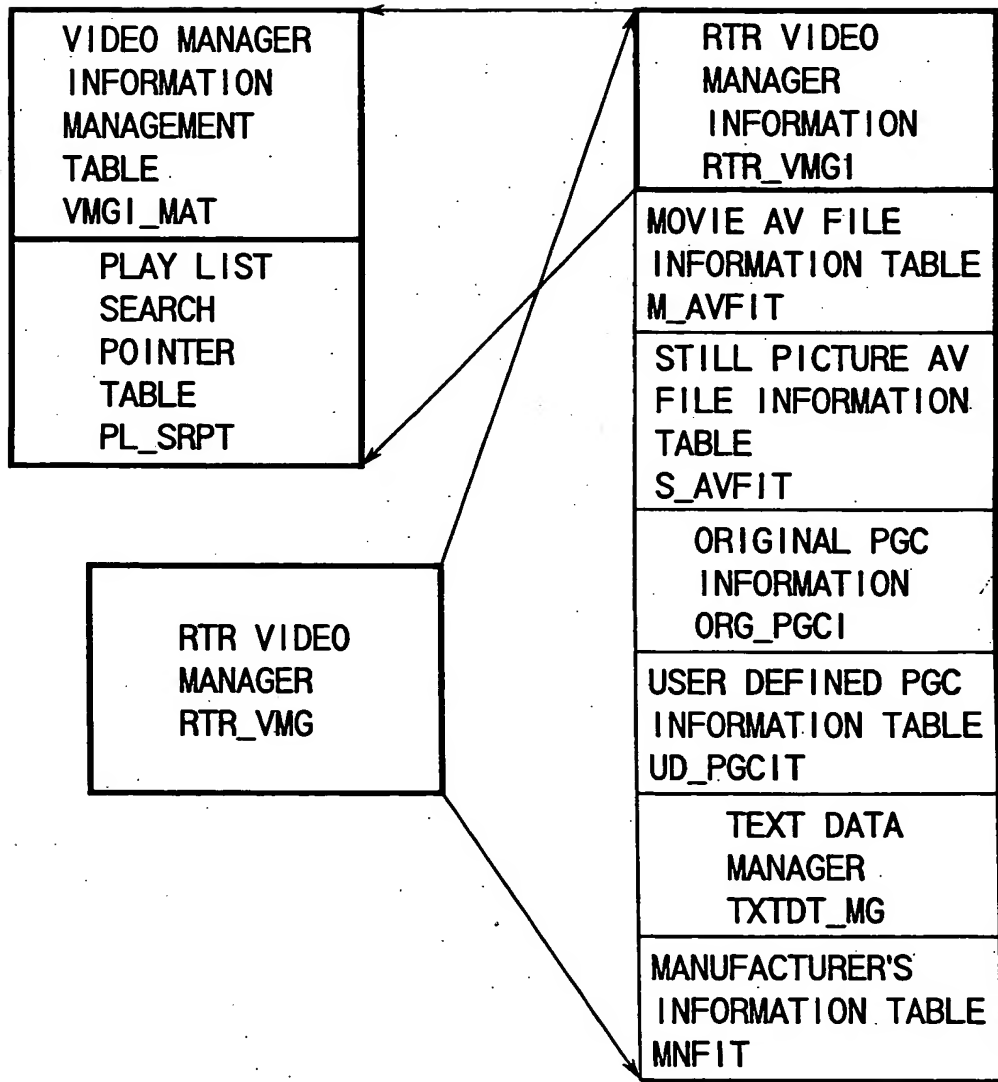 VIDEO MANAGER
INFORMATION
MANAGEMENT
TABLE
VMGI_MAT
PLAY LIST
SEARCH
POINTER
TABLE
PL_SRPT
RTR VIDEO
MANAGER
RTR_VMG
RTR VIDEO
MANAGER
INFORMATION
RTR_VMGI
MOVIE AV FILE
INFORMATION TABLE
M_AVFIT
STILL PICTURE AV
FILE INFORMATION
TABLE
S_AVFIT
ORIGINAL PGC
INFORMATION
ORG_PGCI
USER DEFINED PGC
INFORMATION TABLE
UD_PGCIT
TEXT DATA
MANAGER
TXTDT_MG
MANUFACTURER'S
INFORMATION TABLE
MNFIT